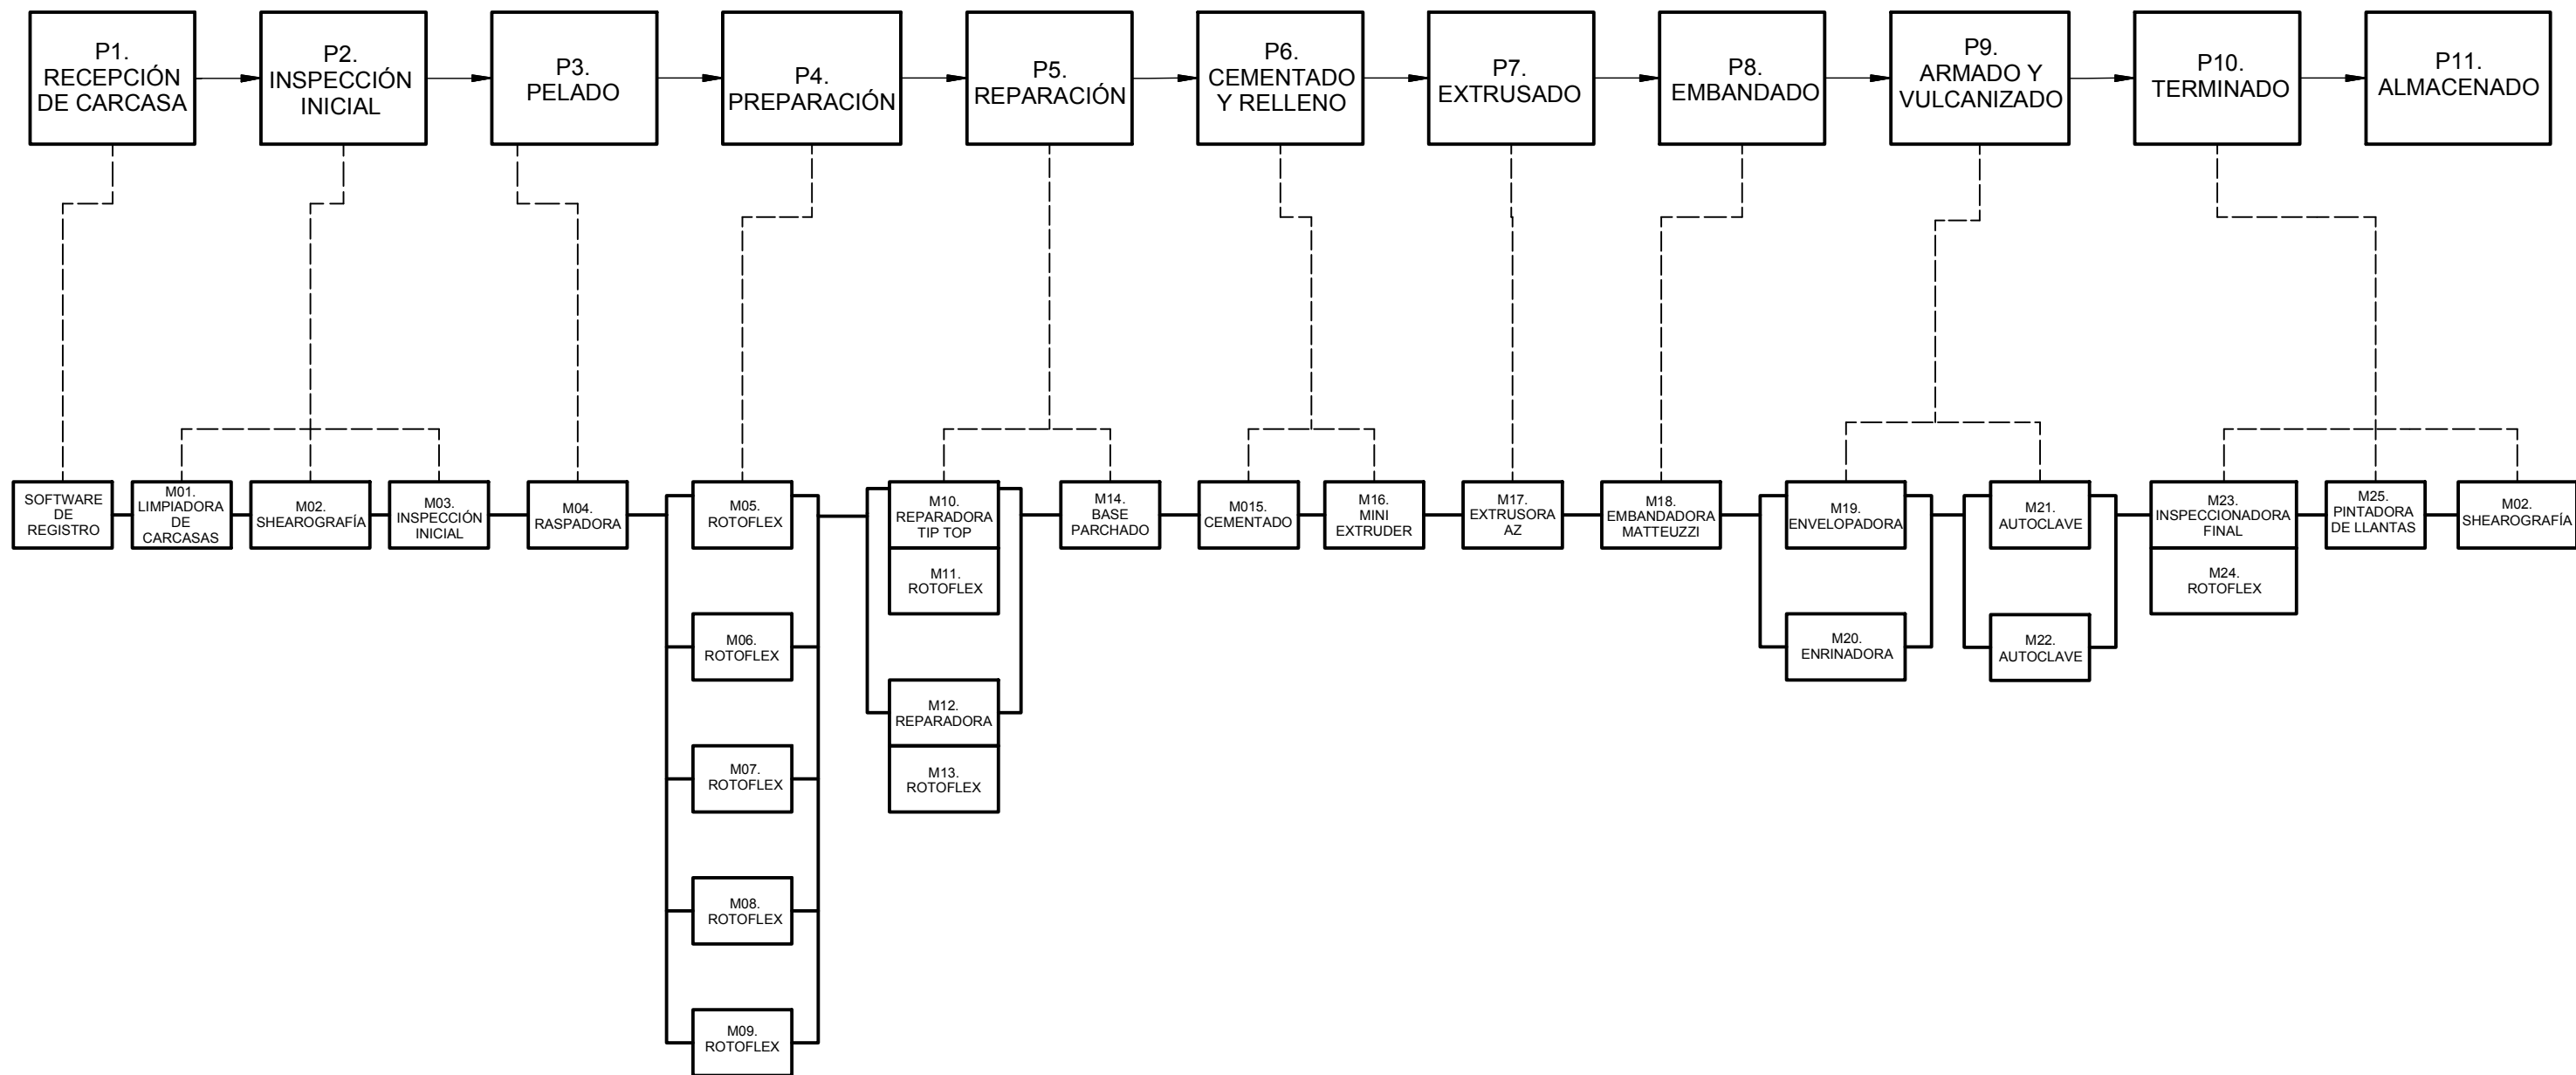 P1.
RECEPCIÓN
DE CARCASA
P2.
INSPECCIÓN
INICIAL
P3.
PELADO
P4.
PREPARACIÓN
P5.
REPARACIÓN
P6.
CEMENTADO
Y RELLENO
P7.
EXTRUSADO
P8.
EMBANDADO
P9.
ARMADO Y
VULCANIZADO
P10.
TERMINADO
P11.
ALMACENADO
SOFTWARE
DE
REGISTRO
M01.
LIMPIADORA
DE
CARCASAS
M02.
SHEAROGRAFÍA
M03.
INSPECCIÓN
INICIAL
M04.
RASPADORA
M05.
ROTOFLEX
M06.
ROTOFLEX
M07.
ROTOFLEX
M08.
ROTOFLEX
M09.
ROTOFLEX
M10.
REPARADORA
TIP TOP
M11.
ROTOFLEX
M12.
REPARADORA
M13.
ROTOFLEX
M14.
BASE
PARCHADO
M015.
CEMENTADO
M16.
MINI
EXTRUDER
M17.
EXTRUSORA
AZ
M18.
EMBANDADORA
MATTEUZZI
M19.
ENVELOPADORA
M20.
ENRINADORA
M21.
AUTOCLAVE
M22.
AUTOCLAVE
M23.
INSPECCIONADORA
FINAL
M24.
ROTOFLEX
M25.
PINTADORA
DE LLANTAS
M02.
SHEAROGRAFÍA